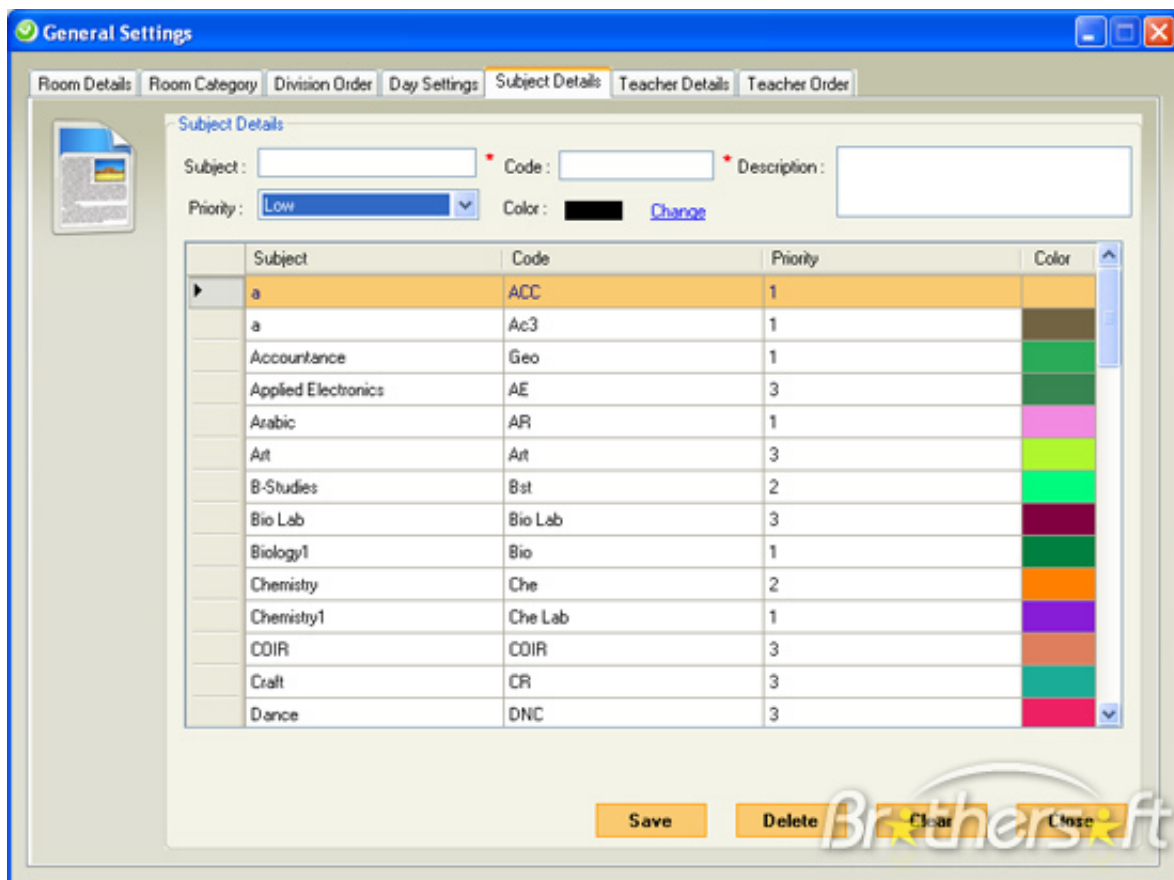 General Settings
Room Details Room Category Division Order Day Settings Subject Details Teacher Details Teacher Order
Subject Details
Subject : * Code : * Description :
Priority : Low Color : Change
Subject Code Priority Color
a ACC 1
a Ac3 1
Accountance Geo 1
Applied Electronics AE 3
Arabic AR 1
Art Art 3
B-Studies Bst 2
Bio Lab Bio Lab 3
Biology1 Bio 1
Chemistry Che 2
Chemistry1 Che Lab 1
COIR COIR 3
Craft CR 3
Dance DNC 3
Save Delete Clear Close
Brothersoft